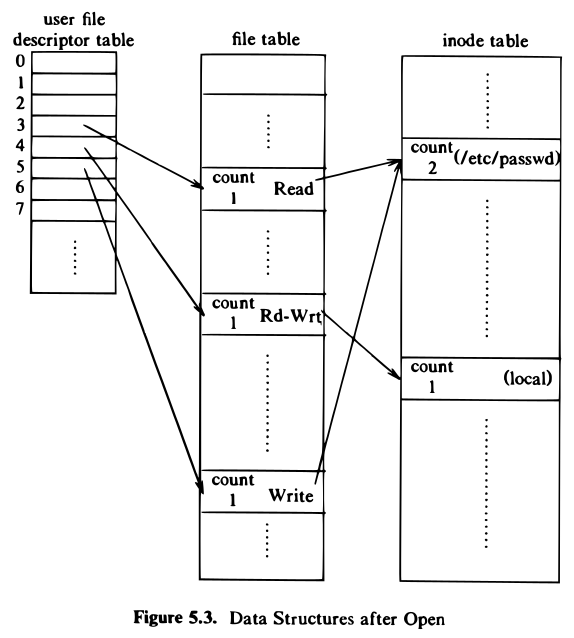 user file
descriptor table
file table
inode table
0
1
2
3
4
5
6
7
count
1 Read
count
1 Rd-Wrt
count
1 Write
count (/etc/passwd)
2
count
1 (local)
Figure 5.3. Data Structures after Open